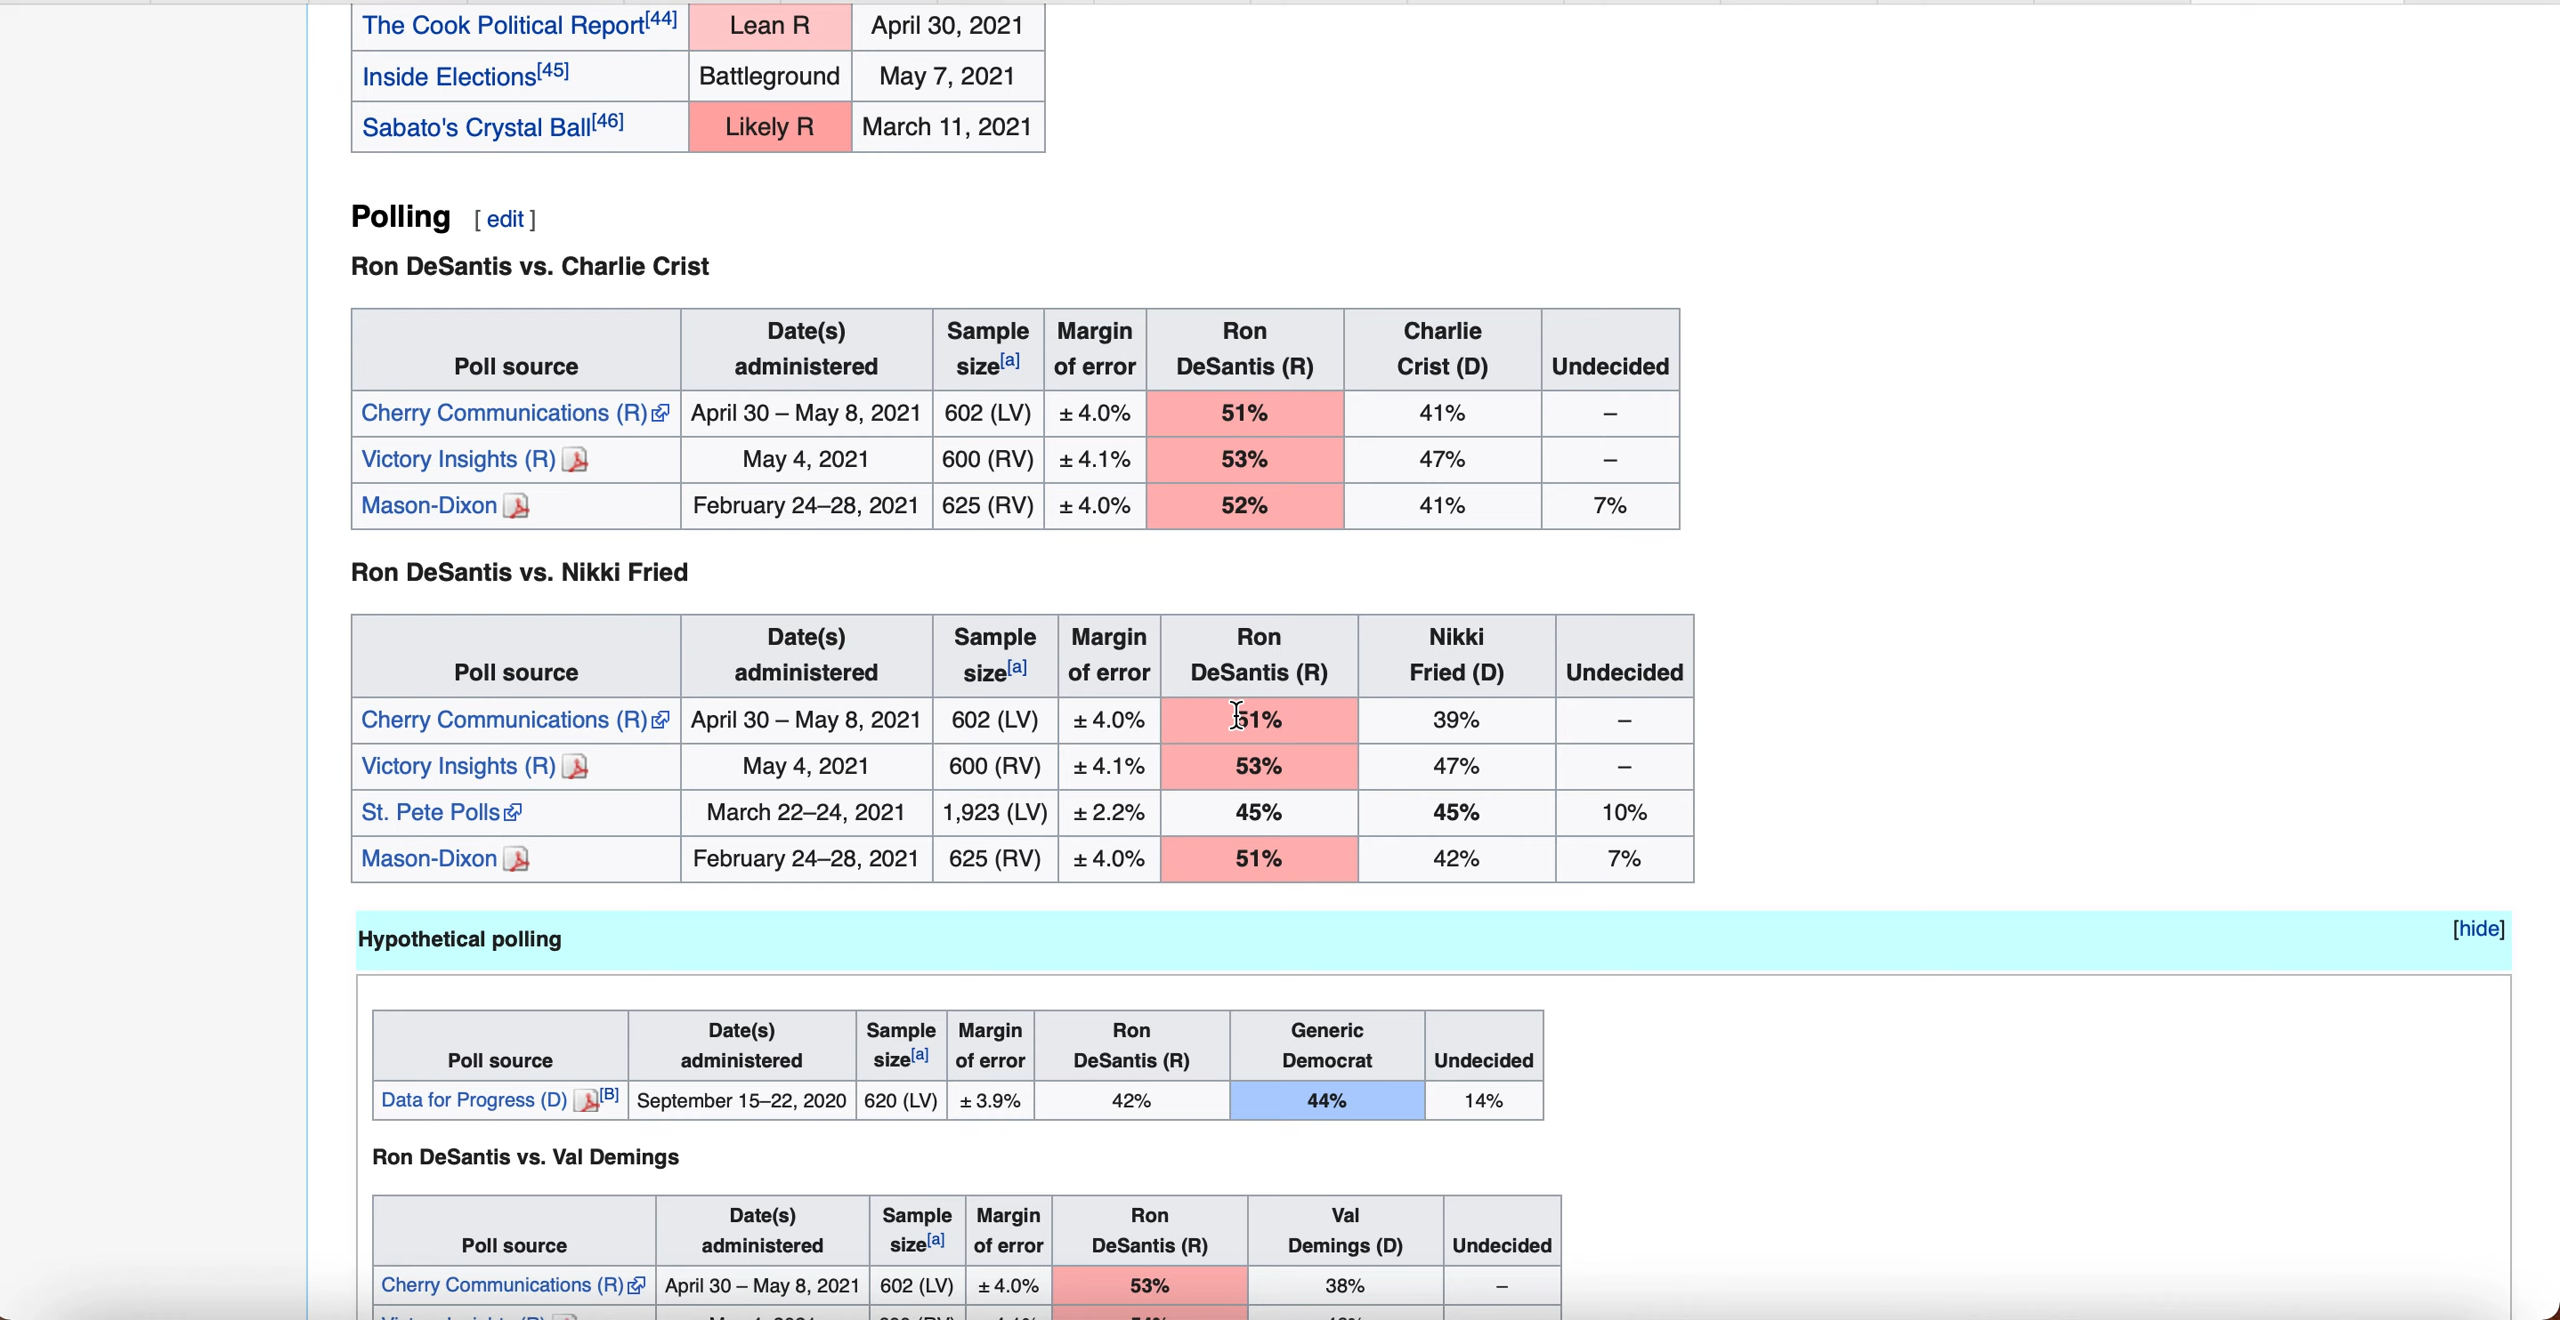 The Cook Political Report[44] Lean R April 30, 2021
Inside Elections[45] Battleground May 7, 2021
Sabato's Crystal Ball[46] Likely R March 11, 2021
Polling [ edit ]
Ron DeSantis vs. Charlie Crist
Poll source Date(s) administered Sample size[a] Margin of error Ron DeSantis (R) Charlie Crist (D) Undecided
Cherry Communications (R) April 30 – May 8, 2021 602 (LV) ± 4.0% 51% 41% –
Victory Insights (R) May 4, 2021 600 (RV) ± 4.1% 53% 47% –
Mason-Dixon February 24–28, 2021 625 (RV) ± 4.0% 52% 41% 7%
Ron DeSantis vs. Nikki Fried
Poll source Date(s) administered Sample size[a] Margin of error Ron DeSantis (R) Nikki Fried (D) Undecided
Cherry Communications (R) April 30 – May 8, 2021 602 (LV) ± 4.0% 51% 39% –
Victory Insights (R) May 4, 2021 600 (RV) ± 4.1% 53% 47% –
St. Pete Polls March 22–24, 2021 1,923 (LV) ± 2.2% 45% 45% 10%
Mason-Dixon February 24–28, 2021 625 (RV) ± 4.0% 51% 42% 7%
Hypothetical polling [hide]
Poll source Date(s) administered Sample size[a] Margin of error Ron DeSantis (R) Generic Democrat Undecided
Data for Progress (D) [B] September 15–22, 2020 620 (LV) ± 3.9% 42% 44% 14%
Ron DeSantis vs. Val Demings
Poll source Date(s) administered Sample size[a] Margin of error Ron DeSantis (R) Val Demings (D) Undecided
Cherry Communications (R) April 30 – May 8, 2021 602 (LV) ± 4.0% 53% 38% –